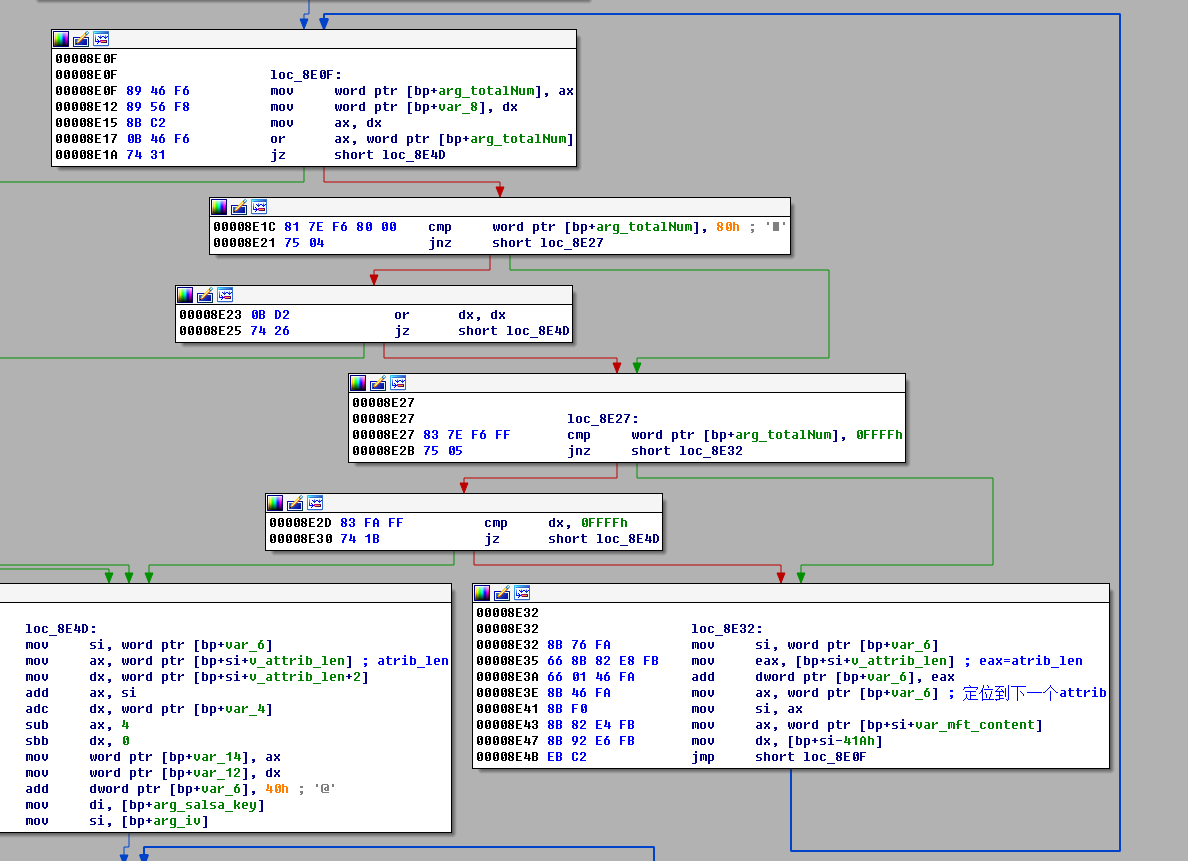 00008E0F
00008E0F loc_8E0F:
00008E0F 89 46 F6 mov word ptr [bp+arg_totalNum], ax
00008E12 89 56 F8 mov word ptr [bp+var_8], dx
00008E15 8B C2 mov ax, dx
00008E17 0B 46 F6 or ax, word ptr [bp+arg_totalNum]
00008E1A 74 31 jz short loc_8E4D
00008E1C 81 7E F6 80 00 cmp word ptr [bp+arg_totalNum], 80h ; '■'
00008E21 75 04 jnz short loc_8E27
00008E23 0B D2 or dx, dx
00008E25 74 26 jz short loc_8E4D
00008E27
00008E27 loc_8E27:
00008E27 83 7E F6 FF cmp word ptr [bp+arg_totalNum], 0FFFFh
00008E2B 75 05 jnz short loc_8E32
00008E2D 83 FA FF cmp dx, 0FFFFh
00008E30 74 1B jz short loc_8E4D
loc_8E4D:
mov si, word ptr [bp+var_6]
mov ax, word ptr [bp+si+v_attrib_len] ; atrib_len
mov dx, word ptr [bp+si+v_attrib_len+2]
add ax, si
adc dx, word ptr [bp+var_4]
sub ax, 4
sbb dx, 0
mov word ptr [bp+var_14], ax
mov word ptr [bp+var_12], dx
add dword ptr [bp+var_6], 40h ; '@'
mov di, [bp+arg_salsa_key]
mov si, [bp+arg_iv]
00008E32
00008E32 loc_8E32:
00008E32 8B 76 FA mov si, word ptr [bp+var_6]
00008E35 66 8B 82 E8 FB mov eax, [bp+si+v_attrib_len] ; eax=atrib_len
00008E3A 66 01 46 FA add dword ptr [bp+var_6], eax
00008E3E 8B 46 FA mov ax, word ptr [bp+var_6] ; 定位到下一个attrib
00008E41 8B F0 mov si, ax
00008E43 8B 82 E4 FB mov ax, word ptr [bp+si+var_mft_content]
00008E47 8B 92 E6 FB mov dx, [bp+si-41Ah]
00008E4B EB C2 jmp short loc_8E0F